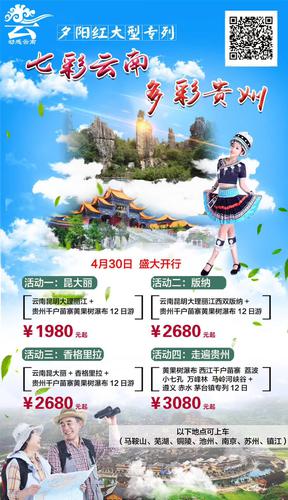 动感云南
夕阳红大型专列
七彩云南
多彩贵州
4月30日 盛大开行
活动一：昆大丽
云南昆明大理丽江＋
贵州千户苗寨黄果树瀑布 12 日游
￥1980元起
活动二：版纳
云南昆明大理丽江西双版纳＋
贵州千户苗寨黄果树瀑布 12 日游
￥2680元起
活动三：香格里拉
云南昆大丽＋香格里拉＋
贵州千户苗寨黄果树瀑布 12 日游
￥2680元起
活动四：走遍贵州
黄果树瀑布 西江千户苗寨 荔波
小七孔 万峰林 马岭河峡谷＋
遵义 赤水 茅台镇专列 12 日
￥3080元起
以下地点可上车
（马鞍山、芜湖、铜陵、池州、南京、苏州、镇江）